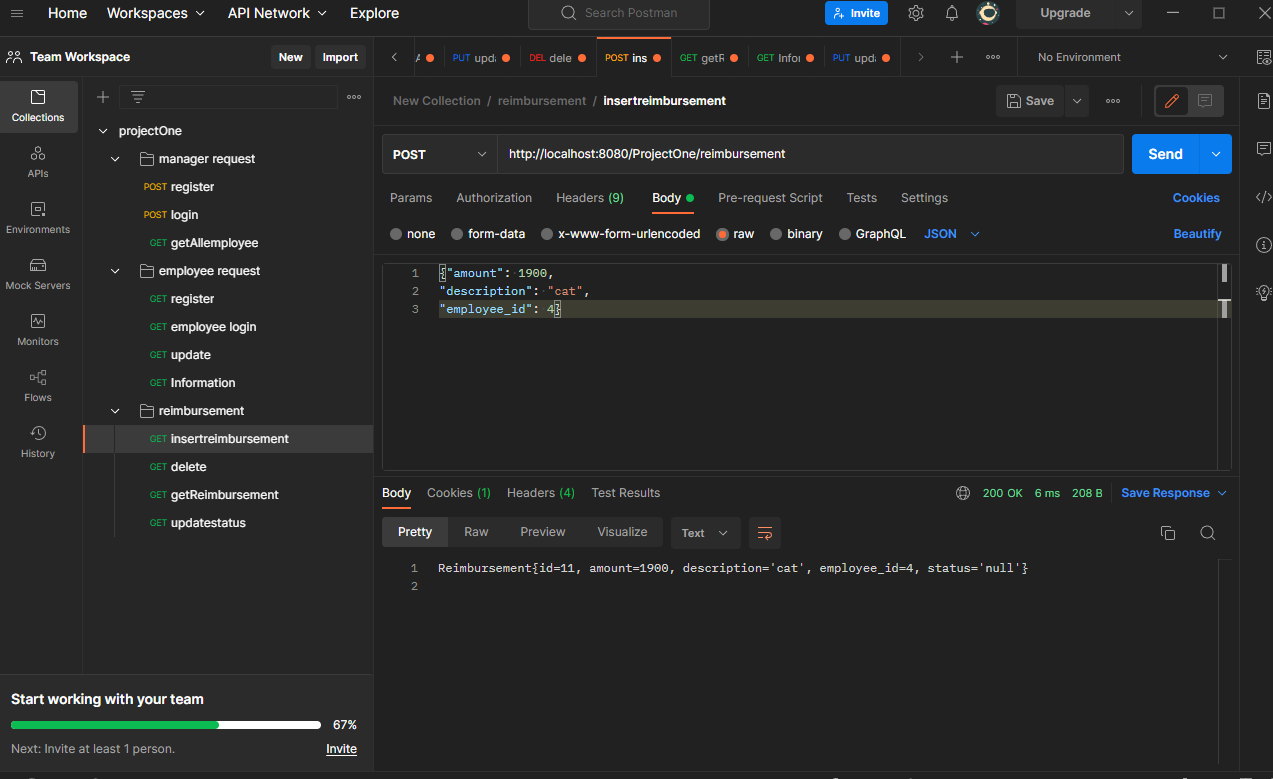 Home Workspaces API Network Explore Search Postman Invite Upgrade
Team Workspace New Import
PUT upda DEL dele POST ins GET getR GET Infor PUT upda No Environment
Collections
APIs
Environments
Mock Servers
Monitors
Flows
History
projectOne
manager request
POST register
POST login
GET getAllemployee
employee request
GET register
GET employee login
GET update
GET Information
reimbursement
GET insertreimbursement
GET delete
GET getReimbursement
GET updatestatus
Start working with your team
67%
Next: Invite at least 1 person. Invite
New Collection / reimbursement / insertreimbursement Save
POST http://localhost:8080/ProjectOne/reimbursement Send
Params Authorization Headers (9) Body Pre-request Script Tests Settings Cookies
none form-data x-www-form-urlencoded raw binary GraphQL JSON Beautify
1 {"amount": 1900,
2 "description": "cat",
3 "employee_id": 4}
Body Cookies (1) Headers (4) Test Results 200 OK 6 ms 208 B Save Response
Pretty Raw Preview Visualize Text
1 Reimbursement{id=11, amount=1900, description='cat', employee_id=4, status='null'}
2